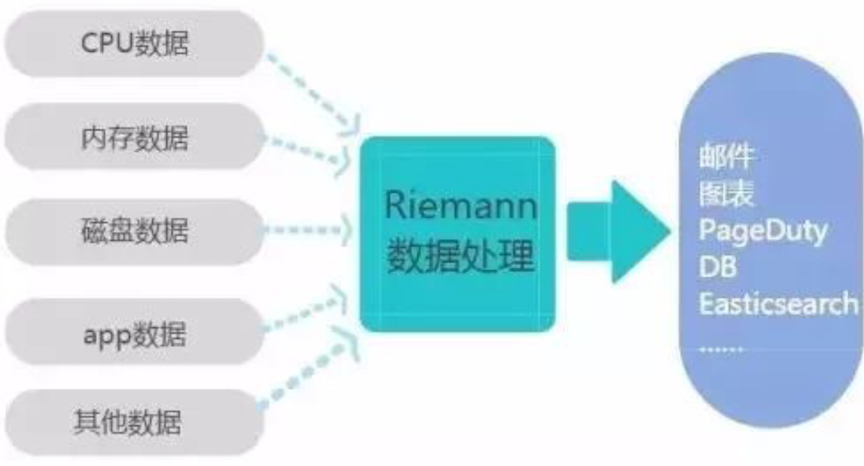 CPU数据
内存数据
磁盘数据
app数据
其他数据
Riemann
数据处理
邮件
图表
PageDuty
DB
Easticsearch
......